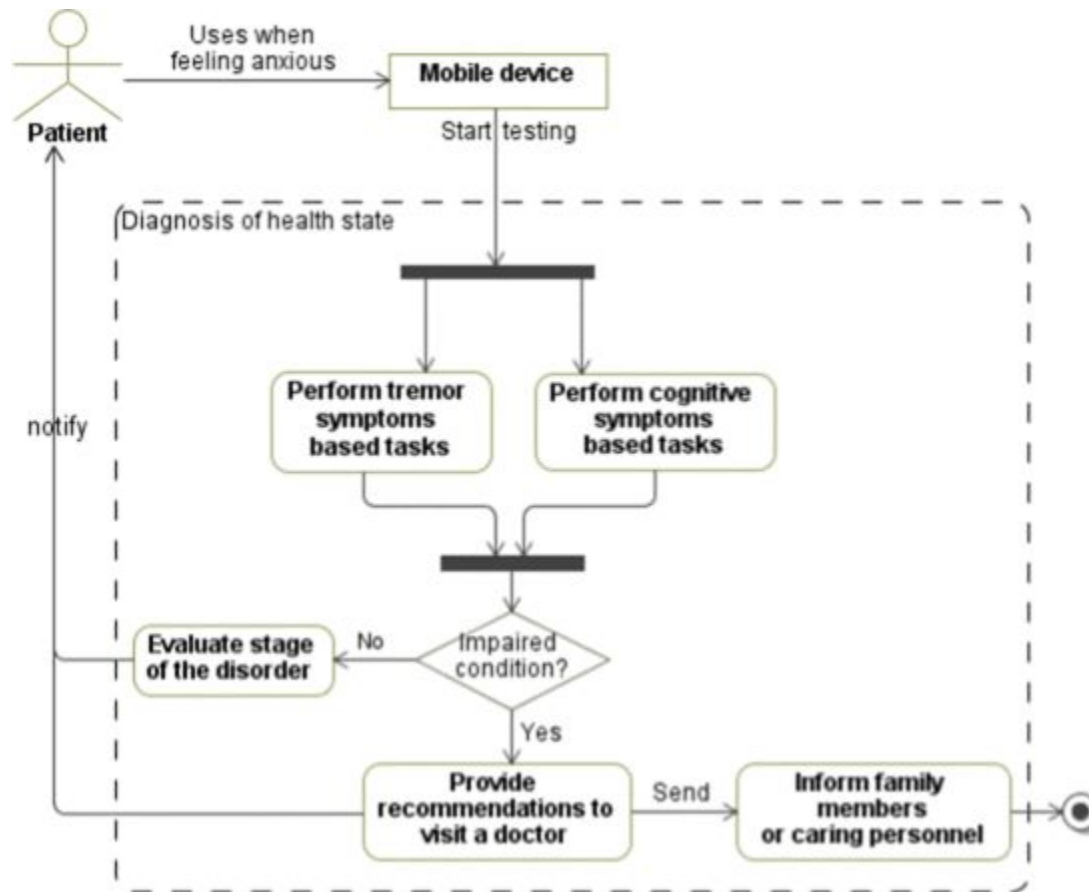 Uses when
feeling anxious
Mobile device
Patient
Start testing
Diagnosis of health state
Perform tremor
symptoms
based tasks
Perform cognitive
symptoms
based tasks
notify
Evaluate stage
of the disorder
No
Impaired
condition?
Yes
Provide
recommendations to
visit a doctor
Send
Inform family
members
or caring personnel